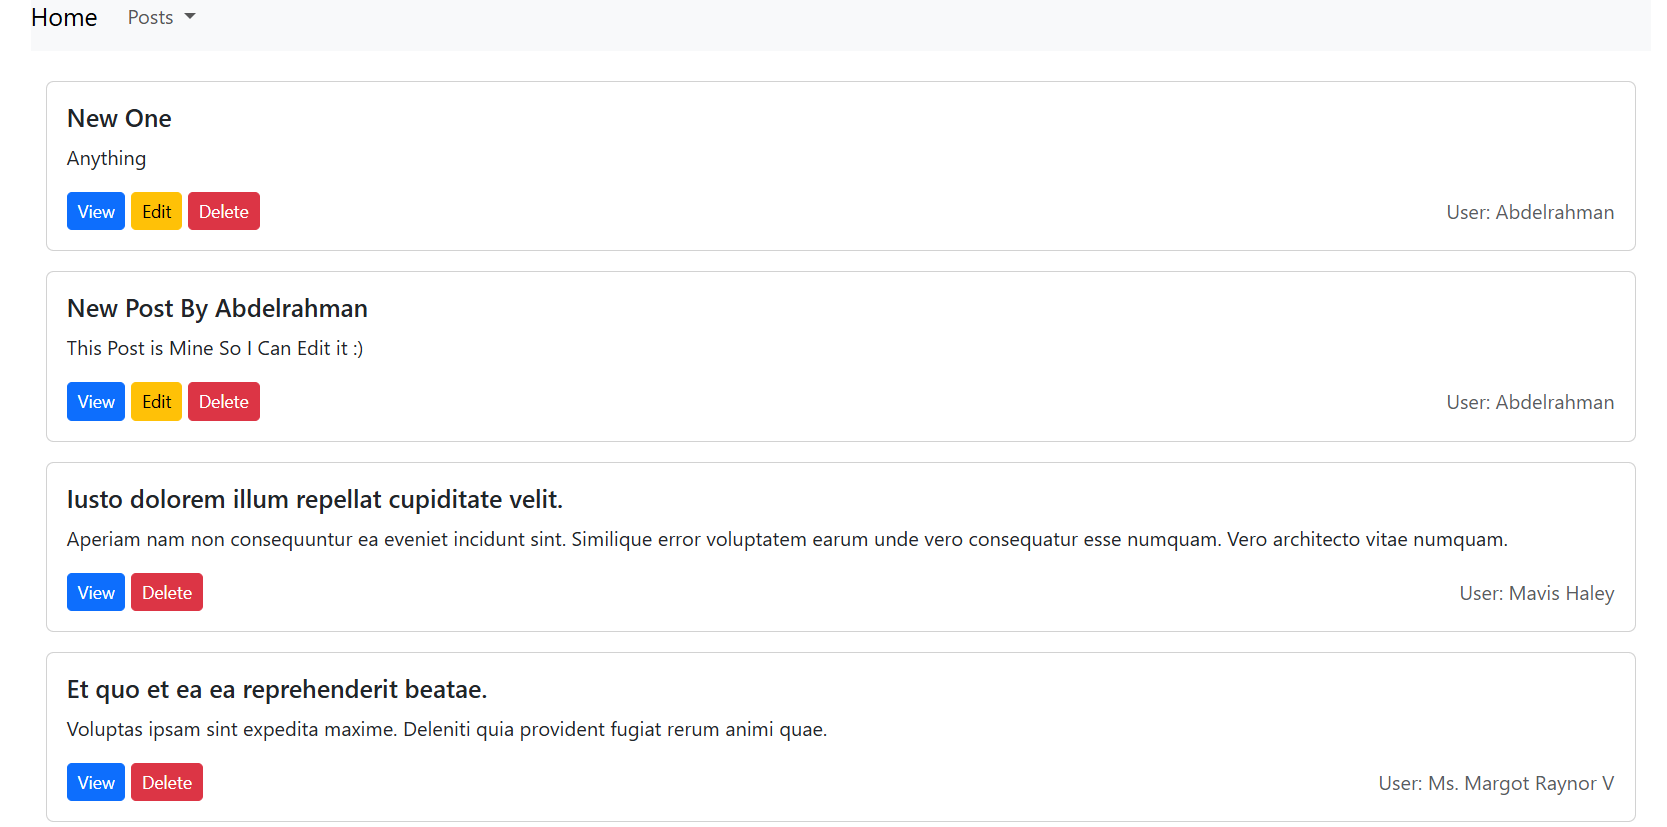 Home Posts
New One
Anything
View Edit Delete User: Abdelrahman
New Post By Abdelrahman
This Post is Mine So I Can Edit it :)
View Edit Delete User: Abdelrahman
Iusto dolorem illum repellat cupiditate velit.
Aperiam nam non consequuntur ea eveniet incidunt sint. Similique error voluptatem earum unde vero consequatur esse numquam. Vero architecto vitae numquam.
View Delete User: Mavis Haley
Et quo et ea ea reprehenderit beatae.
Voluptas ipsam sint expedita maxime. Deleniti quia provident fugiat rerum animi quae.
View Delete User: Ms. Margot Raynor V